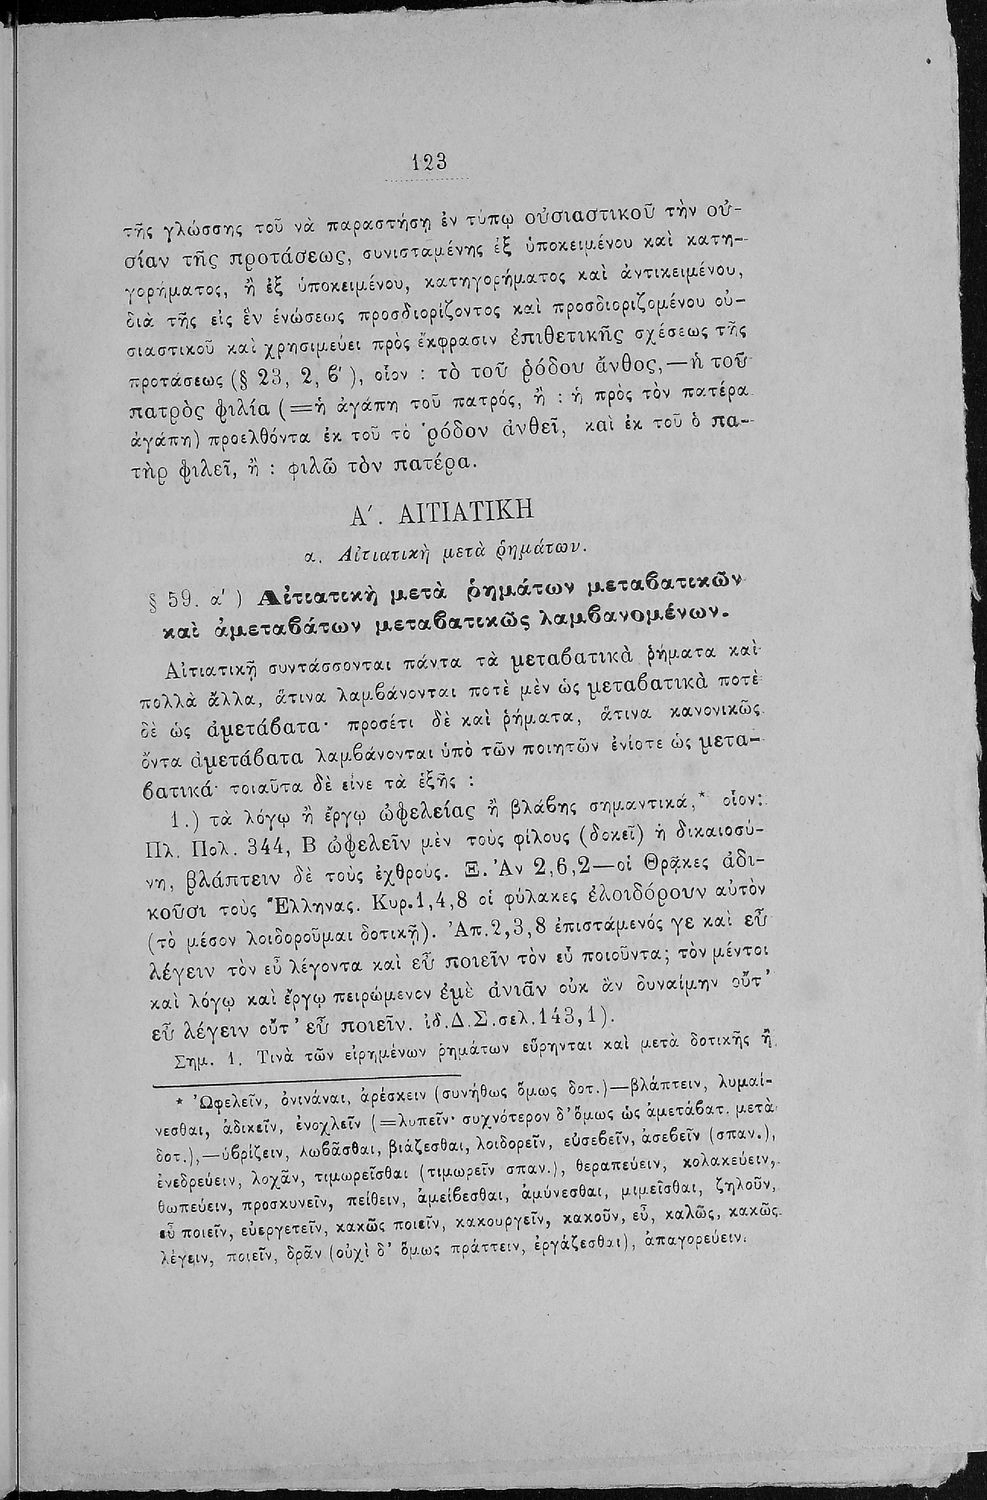 123
τῆς γλώσσης τοῦ νὰ παραστήσῃ ἐν τύπῳ οὐσιαστικοῦ τὴν οὐ-
σίαν τῆς προτάσεως, συνισταμένης ἐξ ὑποκειμένου καὶ κατη-
γορήματος, ἢ ἐξ ὑποκειμένου, κατηγορήματος καὶ ἀντικειμένου,
διὰ τῆς εἰς ἓν ἑνώσεως προσδιορίζοντος καὶ προσδιοριζομένου οὐ-
σιαστικοῦ καὶ χρησιμεύει πρὸς ἔκφρασιν ἐπιθετικῆς σχέσεως τῆς
προτάσεως (§ 23, 2, β′), οἷον : τὸ τοῦ ῥόδου ἄνθος,—ἡ τοῦ
πατρὸς φιλία (=ἡ ἀγάπη τοῦ πατρός, ἢ : ἡ πρὸς τὸν πατέρα
ἀγάπη) προελθόντα ἐκ τοῦ τὸ ῥόδον ἀνθεῖ, καὶ ἐκ τοῦ ὁ πα-
τὴρ φιλεῖ, ἢ : φιλῶ τὸν πατέρα.
Α′. ΑΙΤΙΑΤΙΚΗ
α. Αἰτιατικὴ μετὰ ῥημάτων.
§ 59. α′) Αἰτιατικὴ μετὰ ῥημάτων μεταβατικῶν
καὶ ἀμεταβάτων μεταβατικῶς λαμβανομένων.
Αἰτιατικῇ συντάσσονται πάντα τὰ μεταβατικὰ ῥήματα καὶ
πολλὰ ἄλλα, ἅτινα λαμβάνονται ποτὲ μὲν ὡς μεταβατικὰ ποτὲ
δὲ ὡς ἀμετάβατα· προσέτι δὲ καὶ ῥήματα, ἅτινα κανονικῶς
ὄντα ἀμετάβατα λαμβάνονται ὑπὸ τῶν ποιητῶν ἐνίοτε ὡς μετα-
βατικά· τοιαῦτα δὲ εἶνε τὰ ἑξῆς :
1.) τὰ λόγῳ ἢ ἔργῳ ὠφελείας ἢ βλάβης σημαντικά,* οἷον:
Πλ. Πολ. 344, Β ὠφελεῖν μὲν τοὺς φίλους (δοκεῖ) ἡ δικαιοσύ-
νη, βλάπτειν δὲ τοὺς ἐχθρούς. Ξ. Ἀν 2,6,2—οἱ Θρᾷκες ἀδι-
κοῦσι τοὺς Ἕλληνας. Κυρ.1,4,8 οἱ φύλακες ἐλοιδόρουν αὐτὸν
(τὸ μέσον λοιδοροῦμαι δοτικῇ). Ἀπ.2,3,8 ἐπιστάμενός γε καὶ εὖ
λέγειν τὸν εὖ λέγοντα καὶ εὖ ποιεῖν τὸν εὖ ποιοῦντα; τὸν μέντοι
καὶ λόγῳ καὶ ἔργῳ πειρώμενον ἐμὲ ἀνιᾶν οὐκ ἂν δυναίμην οὔτ'
εὖ λέγειν οὔτ' εὖ ποιεῖν. ἰδ.Δ.Σ.σελ.143,1).
Σημ. 1. Τινὰ τῶν εἰρημένων ῥημάτων εὕρηνται καὶ μετὰ δοτικῆς ἢ
* Ὠφελεῖν, ὀνινάναι, ἀρέσκειν (συνήθως ὅμως δοτ.)—βλάπτειν, λυμαί-
νεσθαι, ἀδικεῖν, ἐνοχλεῖν (=λυπεῖν· συχνότερον δ' ὅμως ὡς ἀμετάβατ. μετὰ
δοτ.),—ὑβρίζειν, λωβᾶσθαι, βιάζεσθαι, λοιδορεῖν, εὐσεβεῖν, ἀσεβεῖν (σπαν.),
ἐνεδρεύειν, λοχᾶν, τιμωρεῖσθαι (τιμωρεῖν σπαν.), θεραπεύειν, κολακεύειν,
θωπεύειν, προσκυνεῖν, πείθειν, ἀμείβεσθαι, ἀμύνεσθαι, μιμεῖσθαι, ζηλοῦν,
εὖ ποιεῖν, εὐεργετεῖν, κακῶς ποιεῖν, κακουργεῖν, κακοῦν, εὖ, καλῶς, κακῶς
λέγειν, ποιεῖν, δρᾶν (οὐχὶ δ' ὅμως πράττειν, ἐργάζεσθαι), ἀπαγορεύειν.